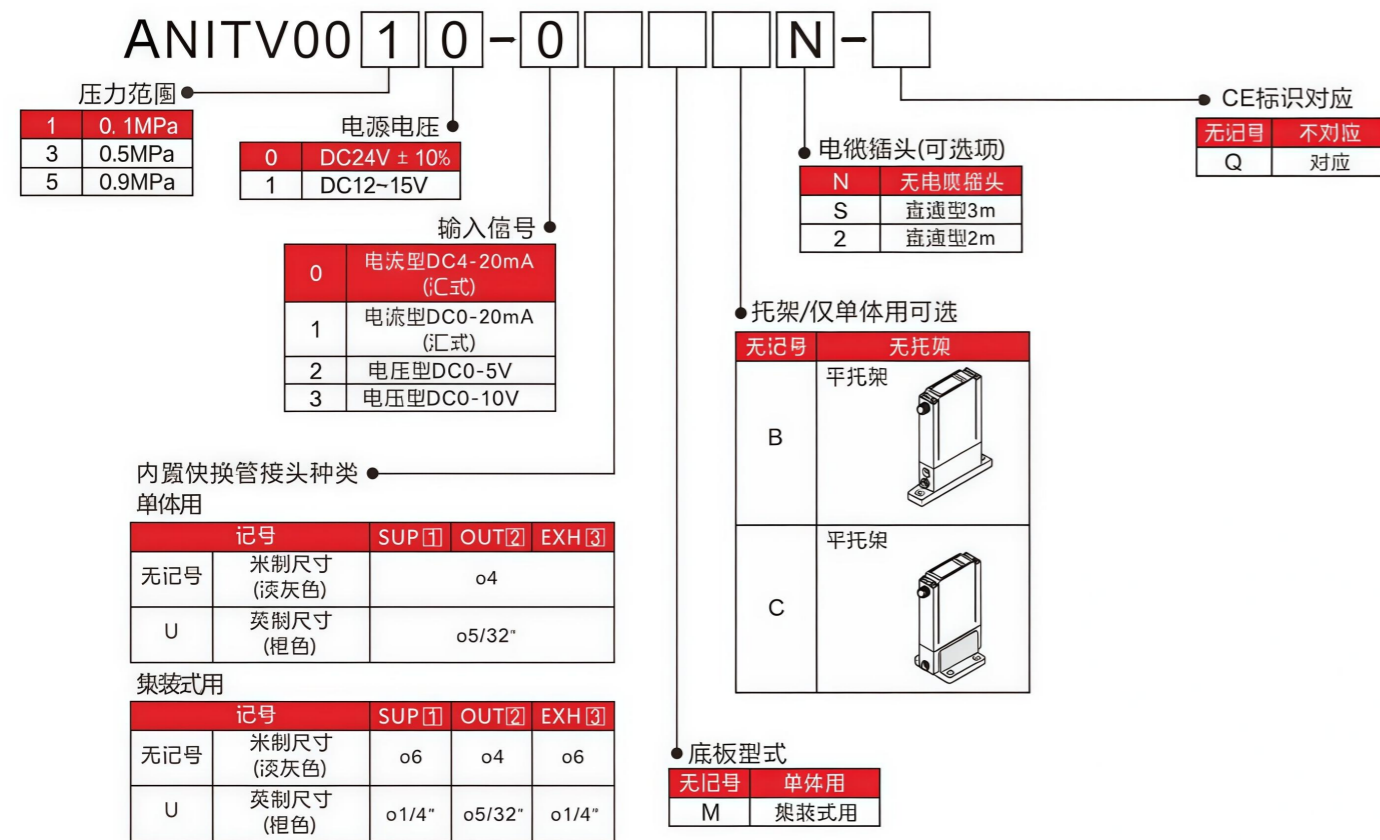 ANITV00 1 0 - 0 N -
压力范围
1 0.1MPa
3 0.5MPa
5 0.9MPa
电源电压
0 DC24V ± 10%
1 DC12~15V
输入信号
0 电流型DC4-20mA
(汇式)
1 电流型DC0-20mA
(汇式)
2 电压型DC0-5V
3 电压型DC0-10V
内置快换管接头种类
单体用
记号 SUP[1] OUT[2] EXH[3]
无记号 米制尺寸
(淡灰色) o4
U 英制尺寸
(橙色) o5/32"
集装式用
记号 SUP[1] OUT[2] EXH[3]
无记号 米制尺寸
(淡灰色) o6 o4 o6
U 英制尺寸
(橙色) o1/4" o5/32" o1/4"
底板型式
无记号 单体用
M 集装式用
托架/仅单体用可选
无记号 无托架
B 平托架
C 平托架
电缆插头(可选项)
N 无电缆插头
S 直通型3m
2 直通型2m
CE标识对应
无记号 不对应
Q 对应